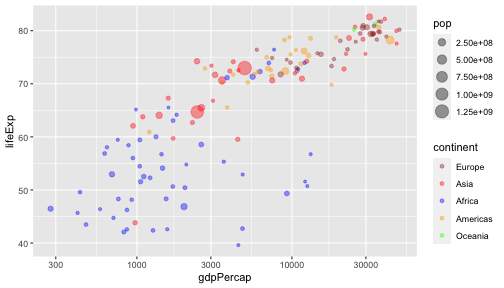 lifeExp
80
70
60
50
40
300
1000
3000
10000
30000
gdpPercap
pop
2.50e+08
5.00e+08
7.50e+08
1.00e+09
1.25e+09
continent
Europe
Asia
Africa
Americas
Oceania